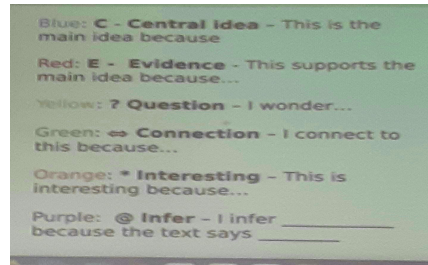 Blue: C - Central idea – This is the
main idea because
Red: E - Evidence - This supports the
main idea because...
Yellow: ? Question – I wonder...
Green: ⇔ Connection – I connect to
this because...
Orange: * Interesting – This is
interesting because...
Purple: @ Infer – I infer ____________
because the text says _________